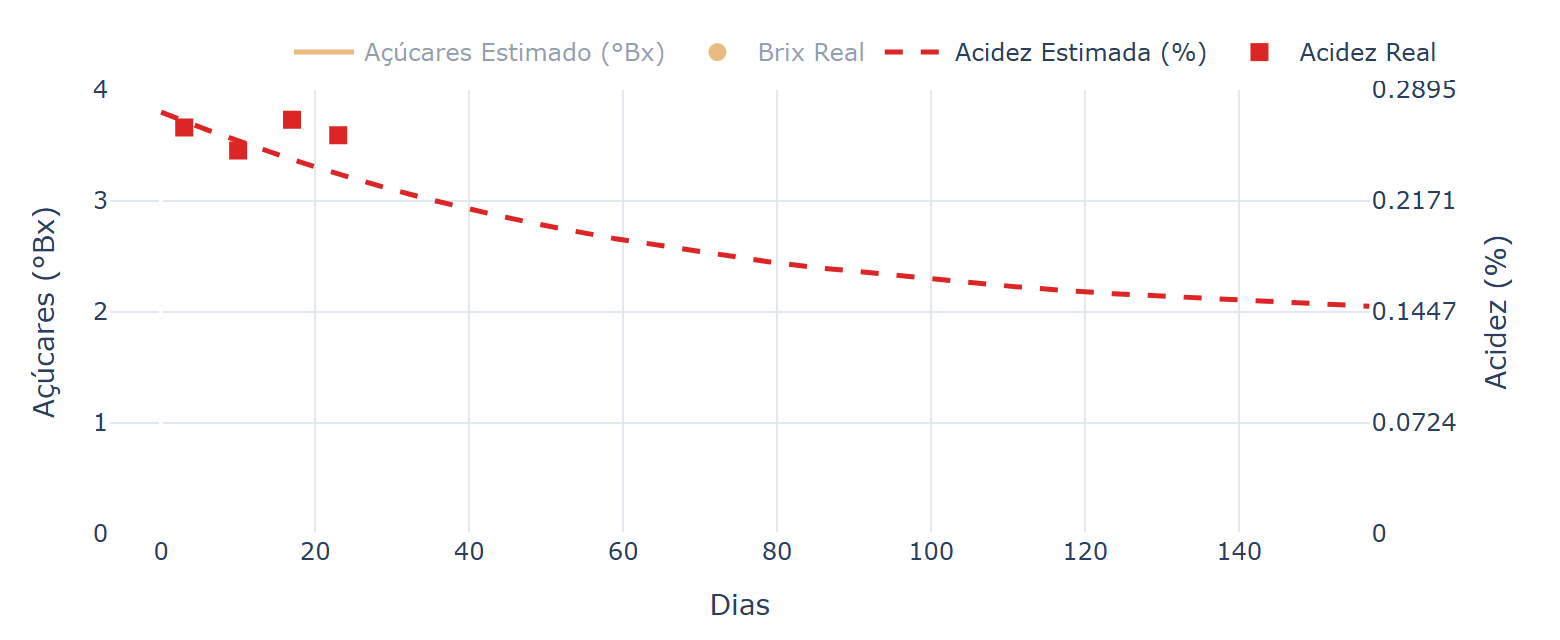 Açúcares Estimado (°Bx) Brix Real Acidez Estimada (%) Acidez Real
4
3
2
1
0
Açúcares (°Bx)
0.2895
0.2171
0.1447
0.0724
0
Acidez (%)
0 20 40 60 80 100 120 140
Dias